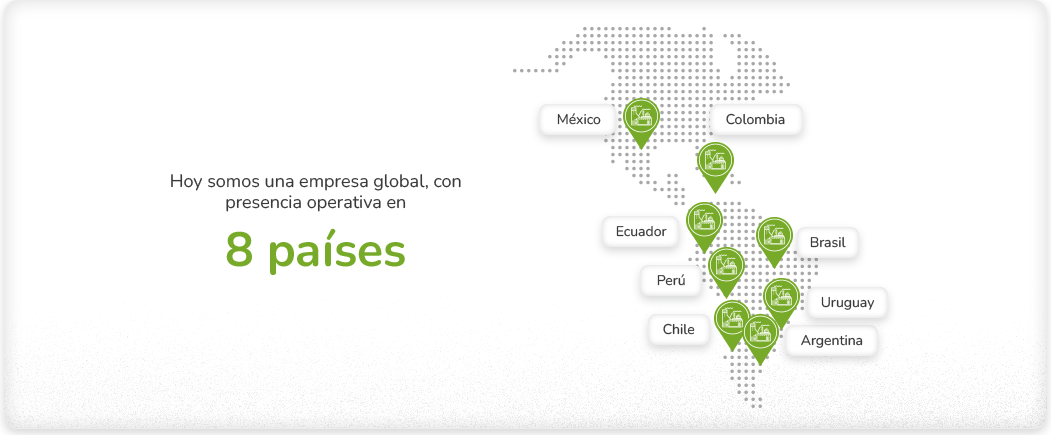 Hoy somos una empresa global, con
presencia operativa en
8 países
México
Colombia
Ecuador
Brasil
Perú
Uruguay
Chile
Argentina